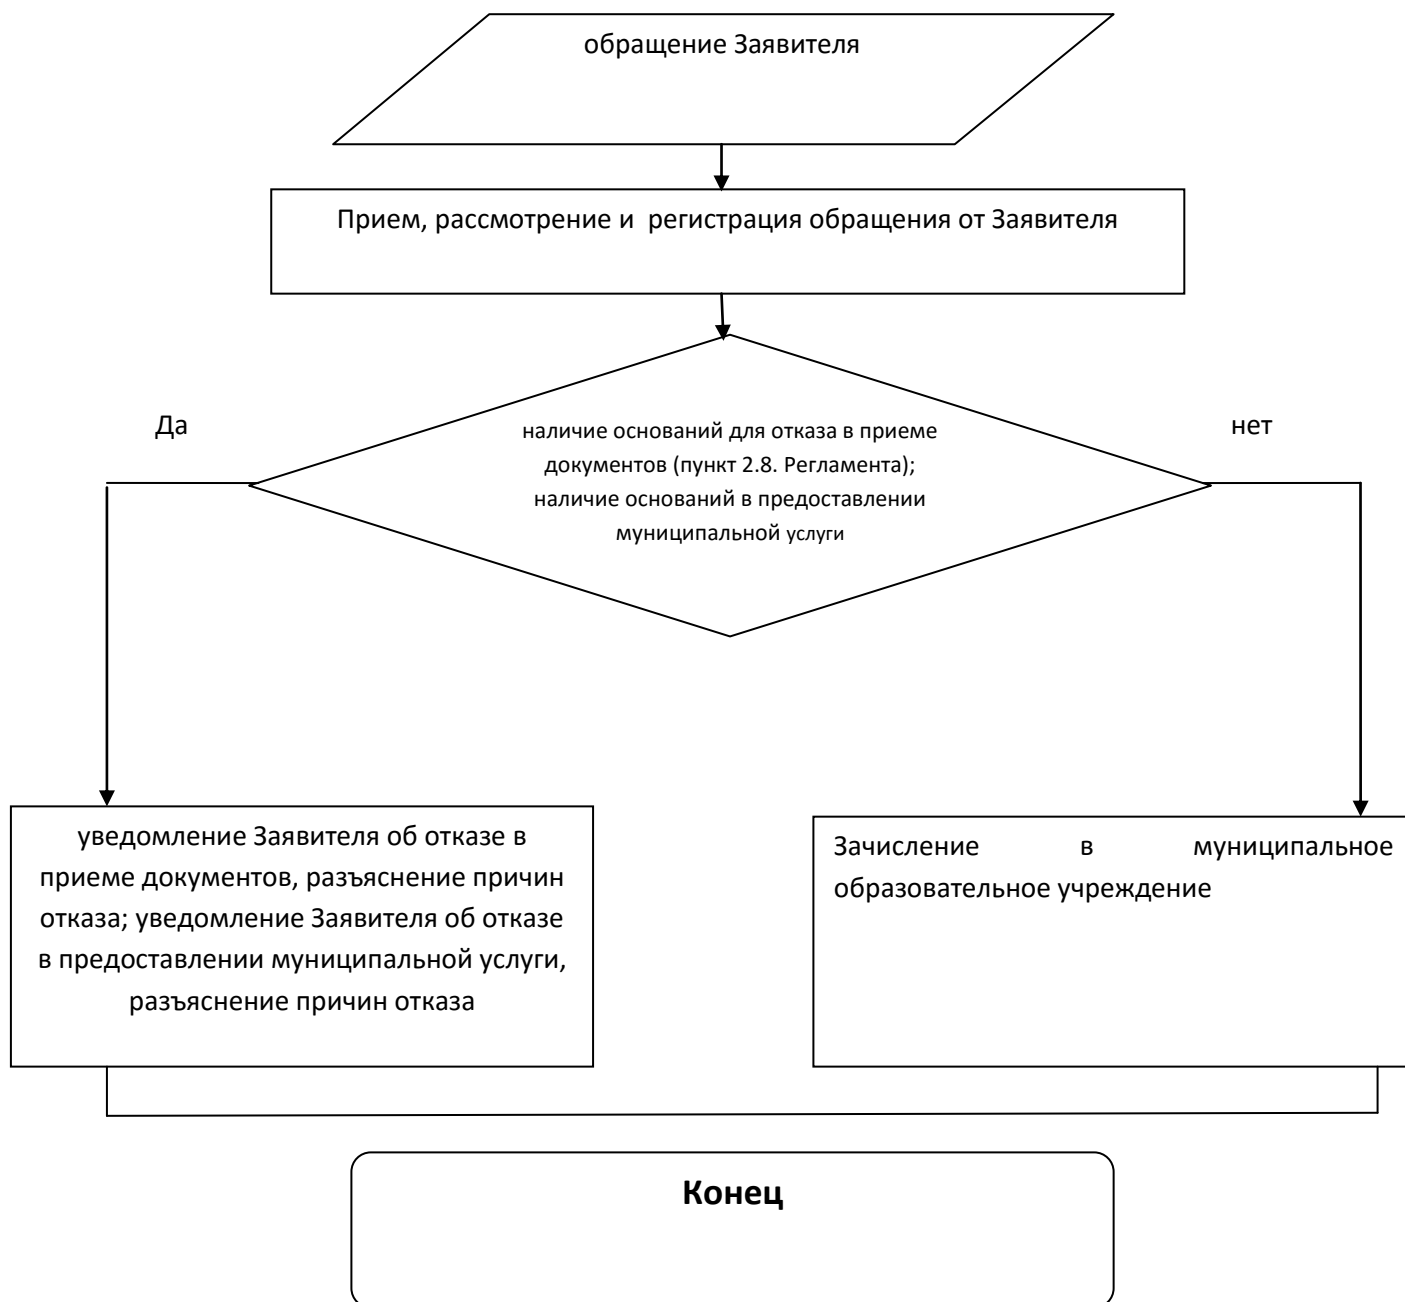 обращение Заявителя
Прием, рассмотрение и  регистрация обращения от Заявителя
Да
нет
наличие оснований для отказа в приеме
документов (пункт 2.8. Регламента);
наличие оснований в предоставлении
муниципальной услуги
уведомление Заявителя об отказе в
приеме документов, разъяснение причин
отказа; уведомление Заявителя об отказе
в предоставлении муниципальной услуги,
разъяснение причин отказа
Зачисление в муниципальное
образовательное учреждение
Конец